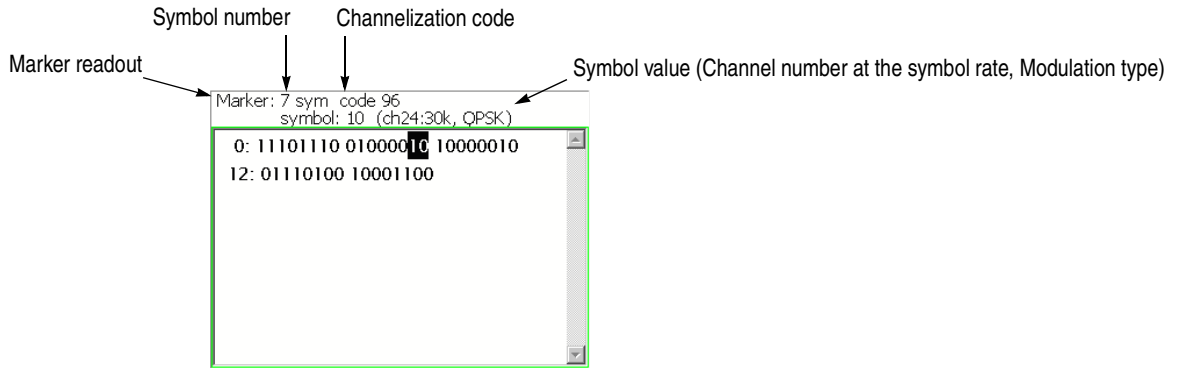 Symbol number Channelization code
Marker readout
Symbol value (Channel number at the symbol rate, Modulation type)
Marker: 7 sym code 96
symbol: 10 (ch24:30k, QPSK)
0: 11101110 01000010 10000010
12: 01110100 10001100